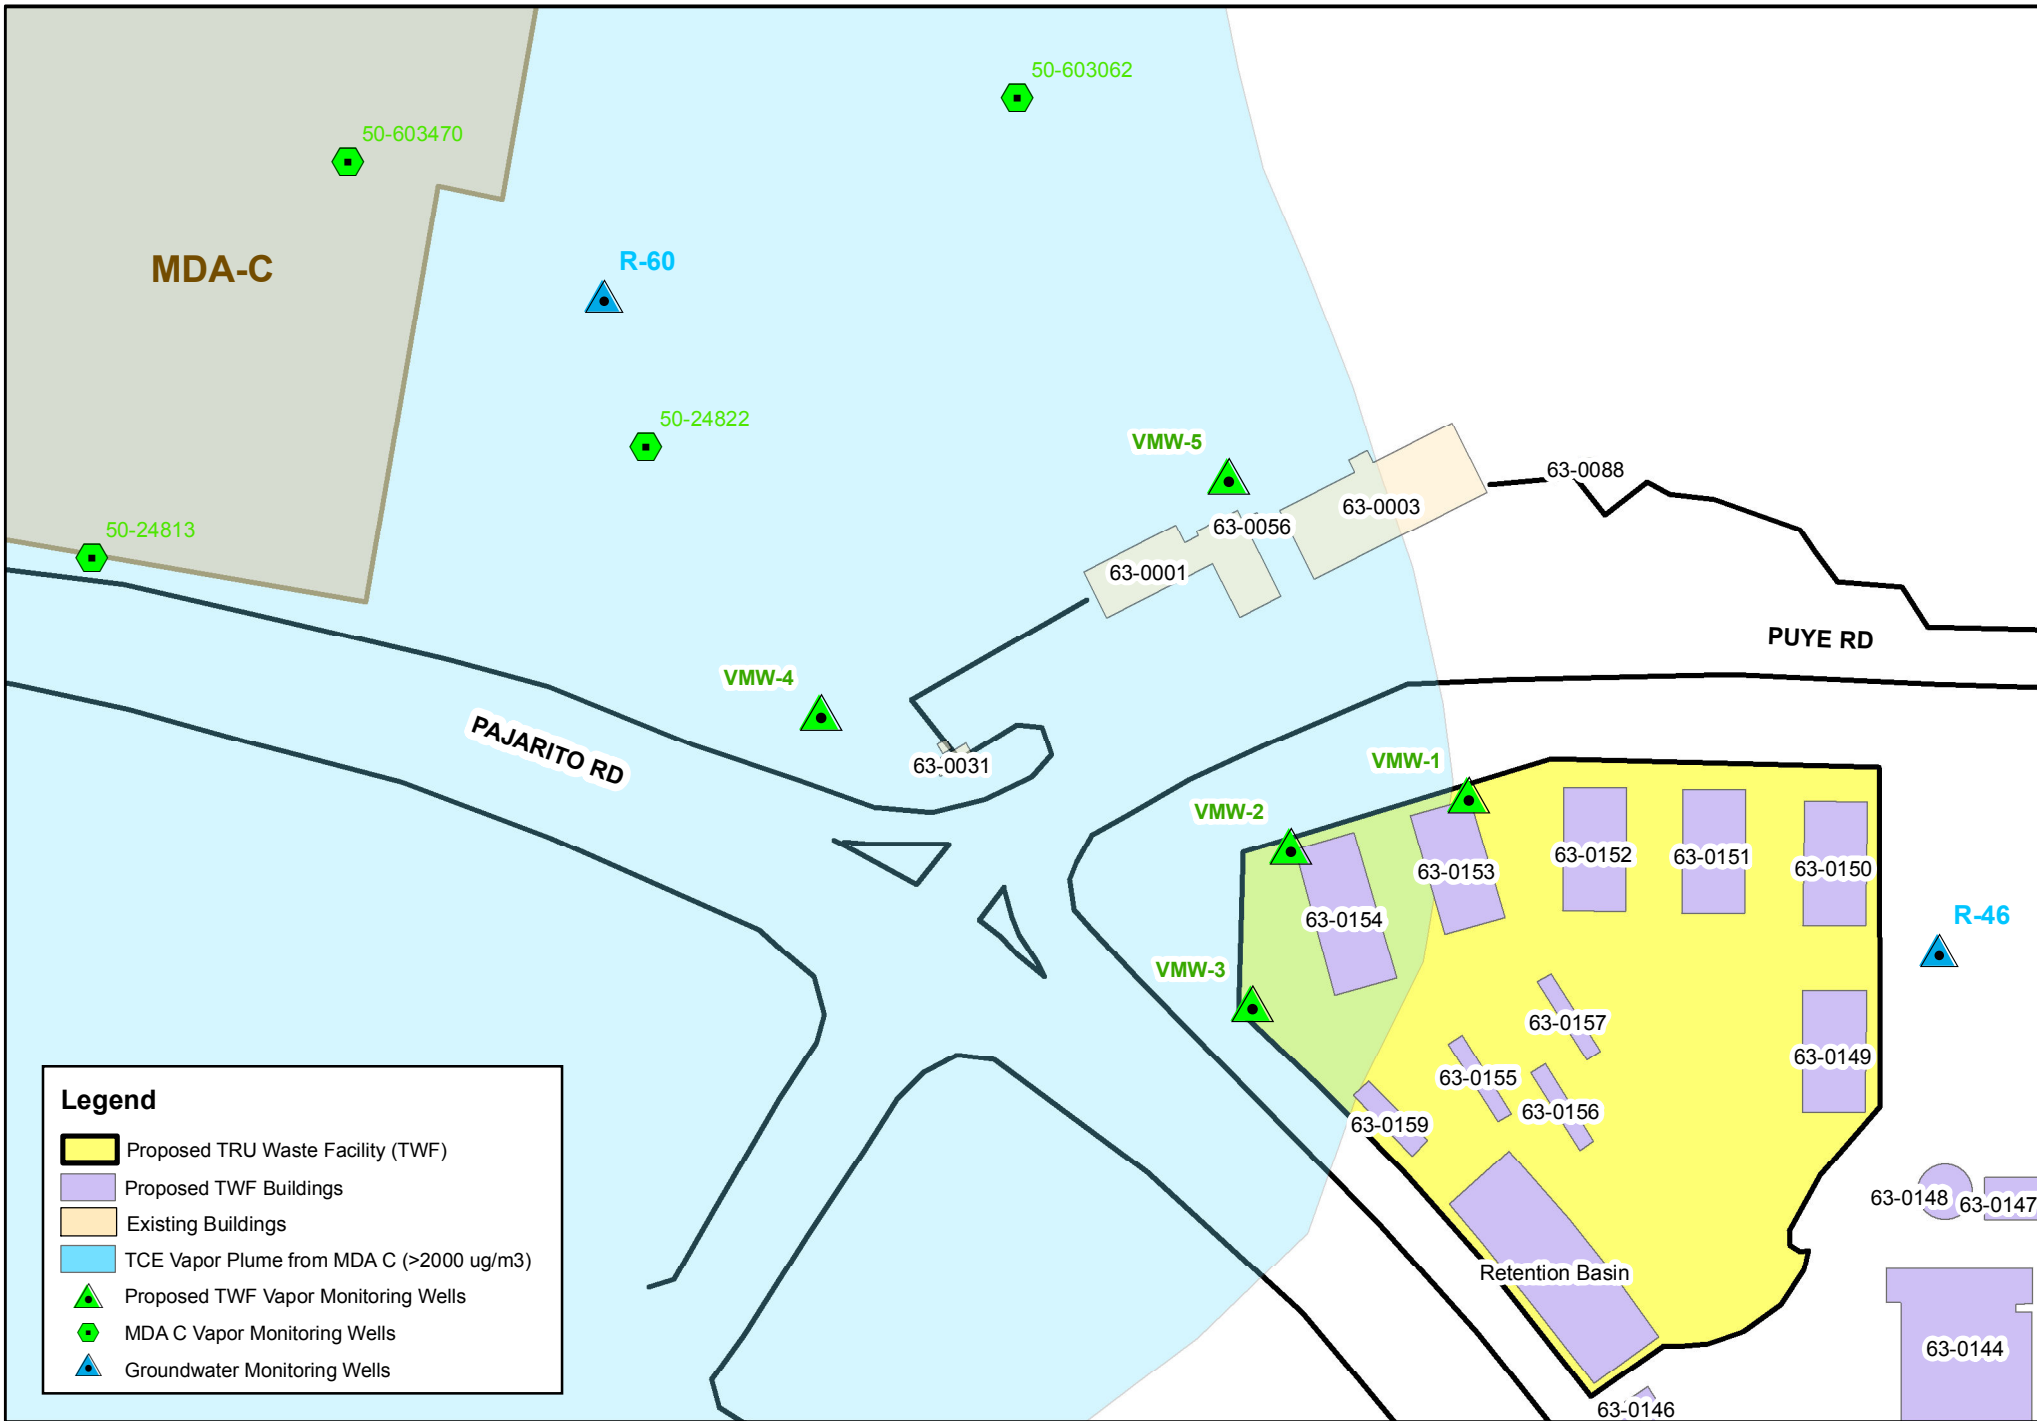 50-603062
50-603470
MDA-C
R-60
50-24822
VMW-5
63-0088
63-0003
50-24813
63-0056
63-0001
PUYE RD
VMW-4
PAJARITO RD
63-0031
VMW-1
VMW-2
63-0152
63-0151
63-0150
63-0153
63-0154
R-46
VMW-3
63-0157
63-0149
63-0155
63-0156
63-0159
63-0148
63-0147
Retention Basin
63-0144
63-0146
Legend
Proposed TRU Waste Facility (TWF)
Proposed TWF Buildings
Existing Buildings
TCE Vapor Plume from MDA C (>2000 ug/m3)
Proposed TWF Vapor Monitoring Wells
MDA C Vapor Monitoring Wells
Groundwater Monitoring Wells